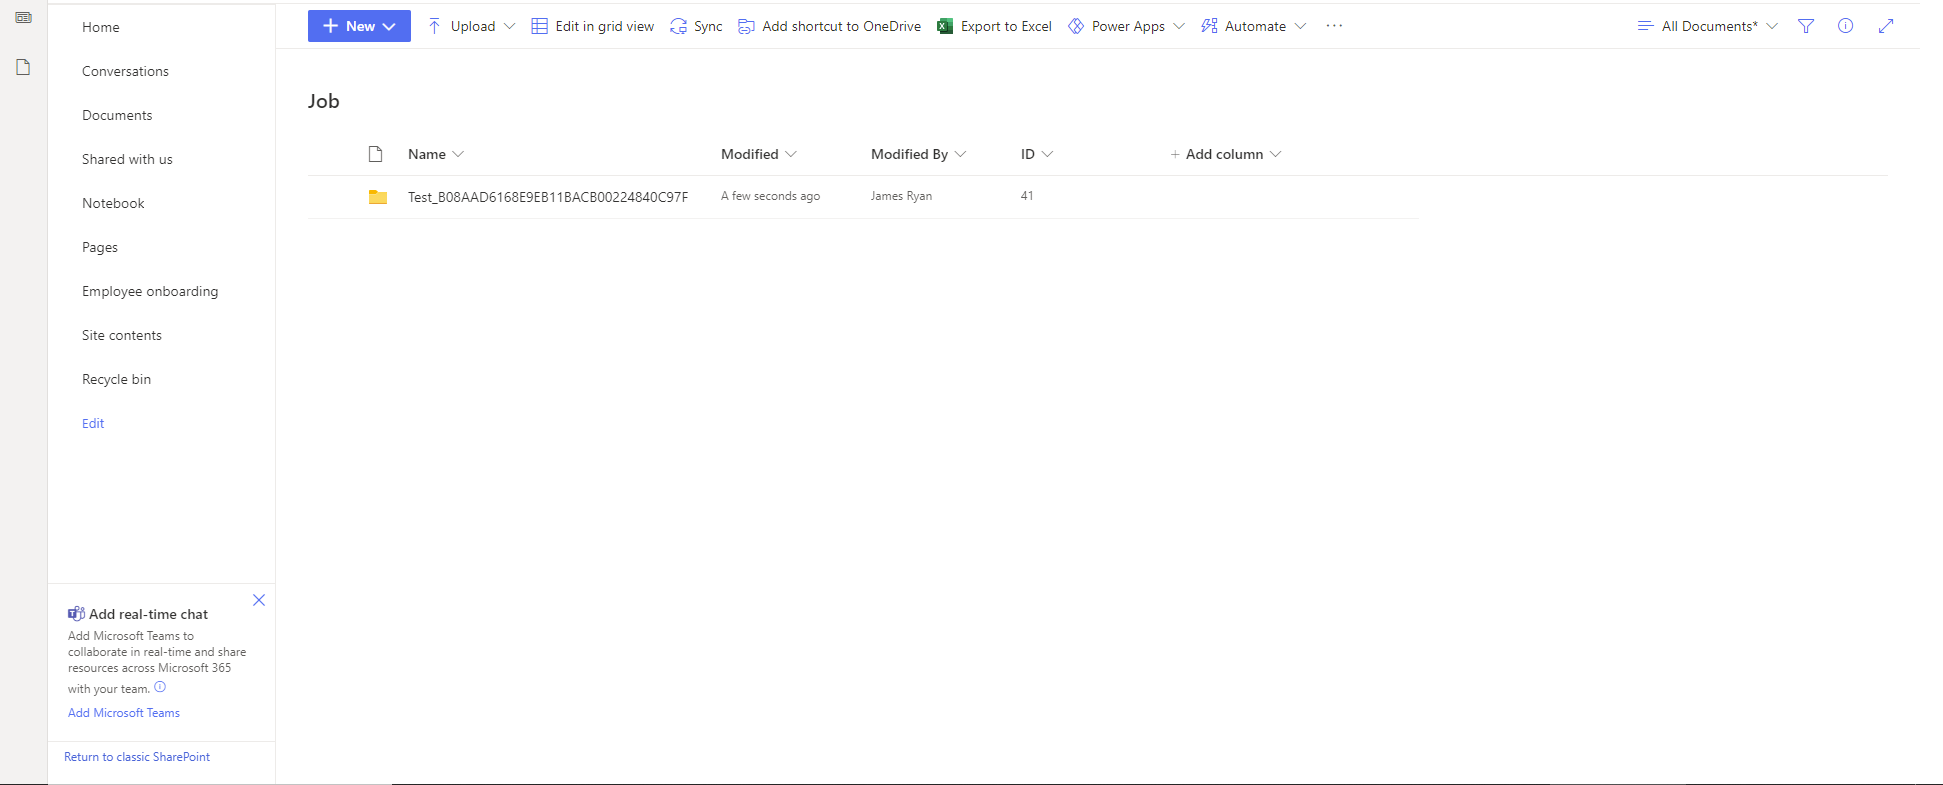 Home
Conversations
Documents
Shared with us
Notebook
Pages
Employee onboarding
Site contents
Recycle bin
Edit
Add real-time chat
Add Microsoft Teams to
collaborate in real-time and share
resources across Microsoft 365
with your team.
Add Microsoft Teams
Return to classic SharePoint
New Upload Edit in grid view Sync Add shortcut to OneDrive Export to Excel Power Apps Automate ··· All Documents*
Job
Name Modified Modified By ID + Add column
Test_B08AAD6168E9EB11BACB00224840C97F A few seconds ago James Ryan 41